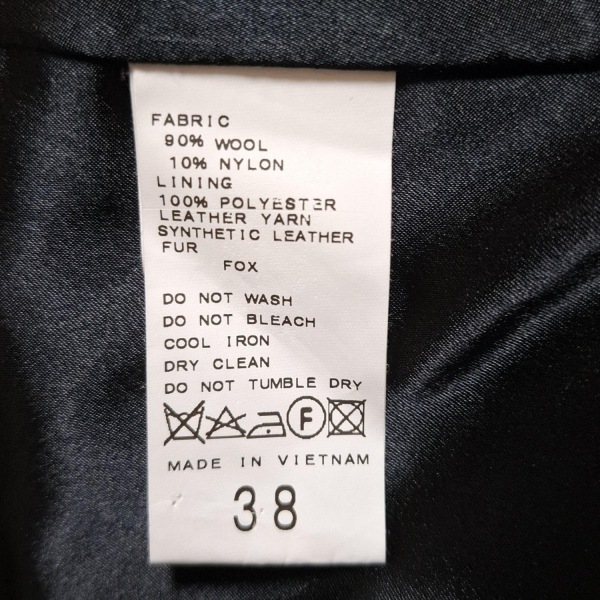 FABRIC
90% WOOL
10% NYLON
LINING
100% POLYESTER
LEATHER YARN
SYNTHETIC LEATHER
FUR
FOX
DO NOT WASH
DO NOT BLEACH
COOL IRON
DRY CLEAN
DO NOT TUMBLE DRY
F
MADE IN VIETNAM
38